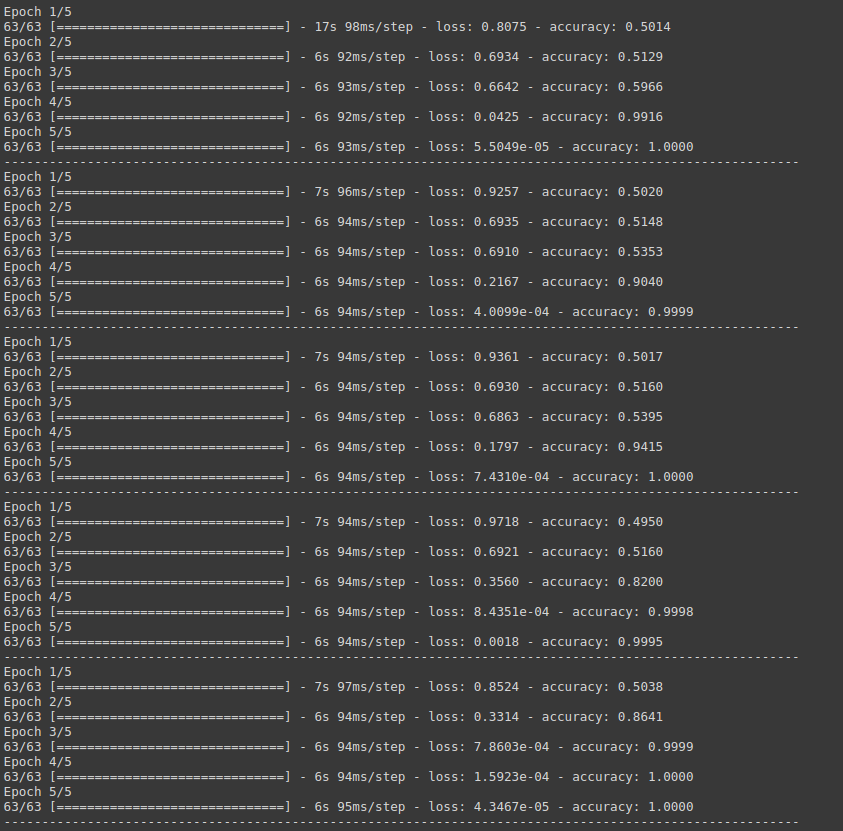 Epoch 1/5
63/63 [==============================] - 17s 98ms/step - loss: 0.8075 - accuracy: 0.5014
Epoch 2/5
63/63 [==============================] - 6s 92ms/step - loss: 0.6934 - accuracy: 0.5129
Epoch 3/5
63/63 [==============================] - 6s 93ms/step - loss: 0.6642 - accuracy: 0.5966
Epoch 4/5
63/63 [==============================] - 6s 92ms/step - loss: 0.0425 - accuracy: 0.9916
Epoch 5/5
63/63 [==============================] - 6s 93ms/step - loss: 5.5049e-05 - accuracy: 1.0000
---------------------------------------------------------------------------------------------------------
Epoch 1/5
63/63 [==============================] - 7s 96ms/step - loss: 0.9257 - accuracy: 0.5020
Epoch 2/5
63/63 [==============================] - 6s 94ms/step - loss: 0.6935 - accuracy: 0.5148
Epoch 3/5
63/63 [==============================] - 6s 94ms/step - loss: 0.6910 - accuracy: 0.5353
Epoch 4/5
63/63 [==============================] - 6s 94ms/step - loss: 0.2167 - accuracy: 0.9040
Epoch 5/5
63/63 [==============================] - 6s 94ms/step - loss: 4.0099e-04 - accuracy: 0.9999
---------------------------------------------------------------------------------------------------------
Epoch 1/5
63/63 [==============================] - 7s 94ms/step - loss: 0.9361 - accuracy: 0.5017
Epoch 2/5
63/63 [==============================] - 6s 94ms/step - loss: 0.6930 - accuracy: 0.5160
Epoch 3/5
63/63 [==============================] - 6s 94ms/step - loss: 0.6863 - accuracy: 0.5395
Epoch 4/5
63/63 [==============================] - 6s 94ms/step - loss: 0.1797 - accuracy: 0.9415
Epoch 5/5
63/63 [==============================] - 6s 94ms/step - loss: 7.4310e-04 - accuracy: 1.0000
---------------------------------------------------------------------------------------------------------
Epoch 1/5
63/63 [==============================] - 7s 94ms/step - loss: 0.9718 - accuracy: 0.4950
Epoch 2/5
63/63 [==============================] - 6s 94ms/step - loss: 0.6921 - accuracy: 0.5160
Epoch 3/5
63/63 [==============================] - 6s 94ms/step - loss: 0.3560 - accuracy: 0.8200
Epoch 4/5
63/63 [==============================] - 6s 94ms/step - loss: 8.4351e-04 - accuracy: 0.9998
Epoch 5/5
63/63 [==============================] - 6s 94ms/step - loss: 0.0018 - accuracy: 0.9995
---------------------------------------------------------------------------------------------------------
Epoch 1/5
63/63 [==============================] - 7s 97ms/step - loss: 0.8524 - accuracy: 0.5038
Epoch 2/5
63/63 [==============================] - 6s 94ms/step - loss: 0.3314 - accuracy: 0.8641
Epoch 3/5
63/63 [==============================] - 6s 94ms/step - loss: 7.8603e-04 - accuracy: 0.9999
Epoch 4/5
63/63 [==============================] - 6s 94ms/step - loss: 1.5923e-04 - accuracy: 1.0000
Epoch 5/5
63/63 [==============================] - 6s 95ms/step - loss: 4.3467e-05 - accuracy: 1.0000
---------------------------------------------------------------------------------------------------------